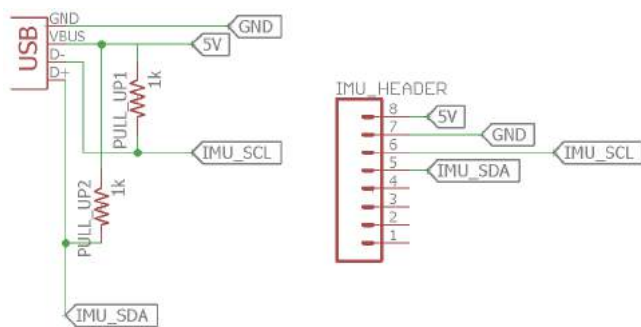 USB
GND
VBUS
D-
D+
GND
5V
PULL_UP1
1k
IMU_SCL
PULL_UP2
1k
IMU_SDA
IMU_HEADER
8
7
6
5
4
3
2
1
5V
GND
IMU_SCL
IMU_SDA